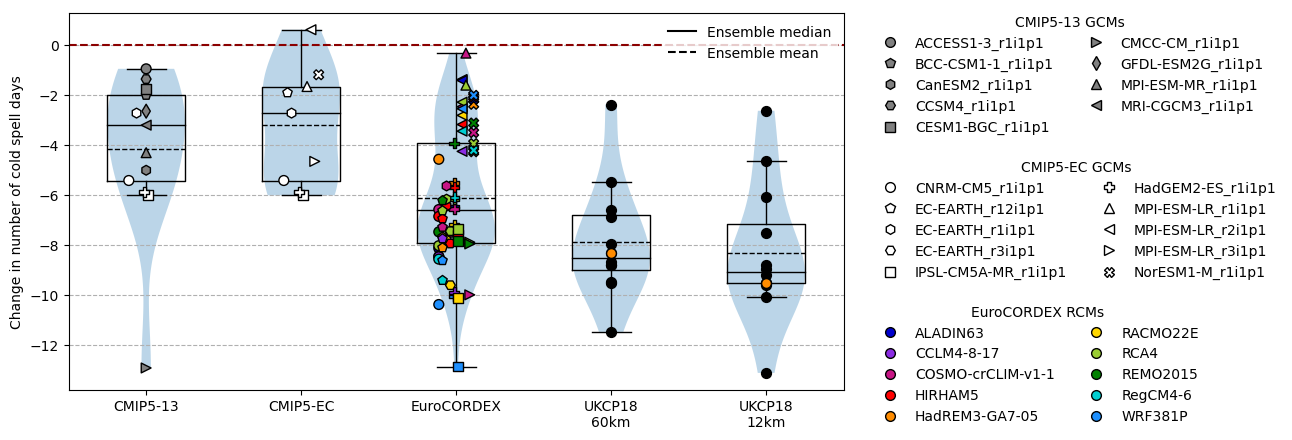 Change in number of cold spell days
0
−2
−4
−6
−8
−10
−12
Ensemble median
Ensemble mean
CMIP5-13
CMIP5-EC
EuroCORDEX
UKCP18
60km
UKCP18
12km
CMIP5-13 GCMs
ACCESS1-3_r1i1p1
BCC-CSM1-1_r1i1p1
CanESM2_r1i1p1
CCSM4_r1i1p1
CESM1-BGC_r1i1p1
CMCC-CM_r1i1p1
GFDL-ESM2G_r1i1p1
MPI-ESM-MR_r1i1p1
MRI-CGCM3_r1i1p1
CMIP5-EC GCMs
CNRM-CM5_r1i1p1
EC-EARTH_r12i1p1
EC-EARTH_r1i1p1
EC-EARTH_r3i1p1
IPSL-CM5A-MR_r1i1p1
HadGEM2-ES_r1i1p1
MPI-ESM-LR_r1i1p1
MPI-ESM-LR_r2i1p1
MPI-ESM-LR_r3i1p1
NorESM1-M_r1i1p1
EuroCORDEX RCMs
ALADIN63
CCLM4-8-17
COSMO-crCLIM-v1-1
HIRHAM5
HadREM3-GA7-05
RACMO22E
RCA4
REMO2015
RegCM4-6
WRF381P